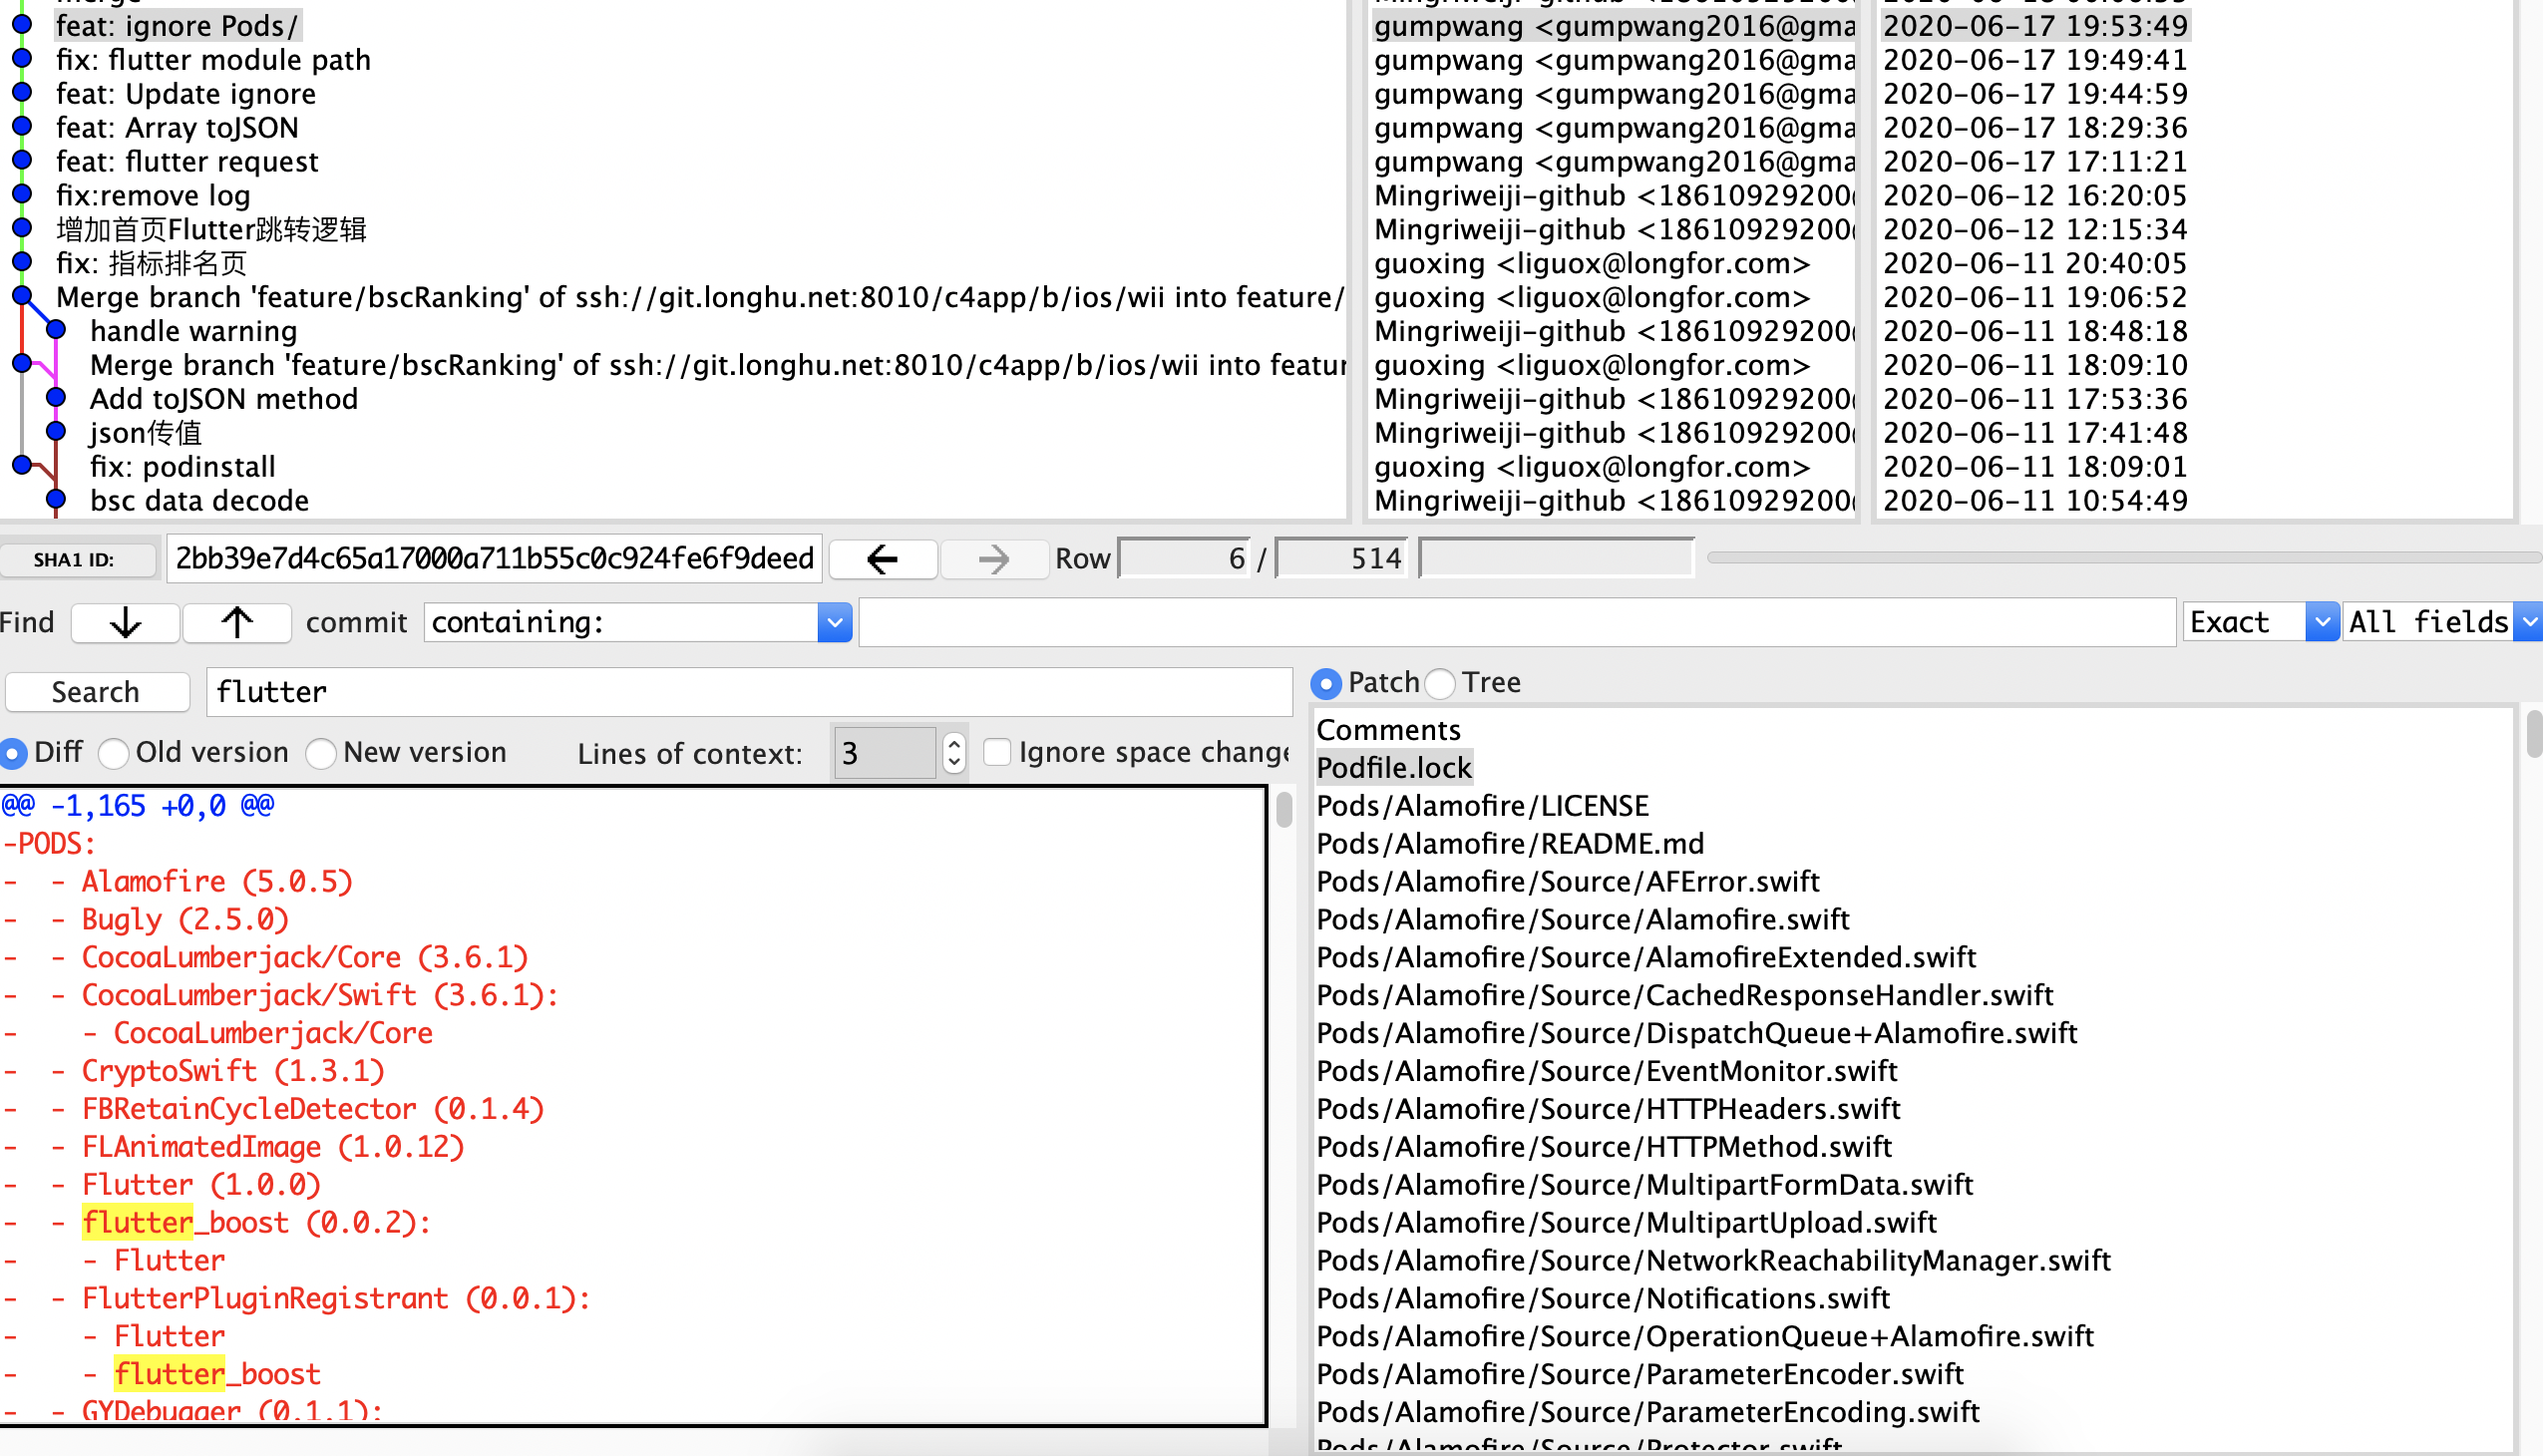 merge
feat: ignore Pods/
fix: flutter module path
feat: Update ignore
feat: Array toJSON
feat: flutter request
fix:remove log
增加首页Flutter跳转逻辑
fix: 指标排名页
Merge branch 'feature/bscRanking' of ssh://git.longhu.net:8010/c4app/b/ios/wii into feature/
handle warning
Merge branch 'feature/bscRanking' of ssh://git.longhu.net:8010/c4app/b/ios/wii into featur
Add toJSON method
json传值
fix: podinstall
bsc data decode
gumpwang <gumpwang2016@gma
gumpwang <gumpwang2016@gma
gumpwang <gumpwang2016@gma
gumpwang <gumpwang2016@gma
gumpwang <gumpwang2016@gma
Mingriweiji-github <18610929200
Mingriweiji-github <18610929200
guoxing <liguox@longfor.com>
guoxing <liguox@longfor.com>
Mingriweiji-github <18610929200
guoxing <liguox@longfor.com>
Mingriweiji-github <18610929200
Mingriweiji-github <18610929200
guoxing <liguox@longfor.com>
Mingriweiji-github <18610929200
2020-06-17 19:53:49
2020-06-17 19:49:41
2020-06-17 19:44:59
2020-06-17 18:29:36
2020-06-17 17:11:21
2020-06-12 16:20:05
2020-06-12 12:15:34
2020-06-11 20:40:05
2020-06-11 19:06:52
2020-06-11 18:48:18
2020-06-11 18:09:10
2020-06-11 17:53:36
2020-06-11 17:41:48
2020-06-11 18:09:01
2020-06-11 10:54:49
SHA1 ID: 2bb39e7d4c65a17000a711b55c0c924fe6f9deed ← → Row 6 / 514
Find ↓ ↑ commit containing: Exact All fields
Search flutter
Diff Old version New version Lines of context: 3 Ignore space change
@@ -1,165 +0,0 @@
-PODS:
-  - Alamofire (5.0.5)
-  - Bugly (2.5.0)
-  - CocoaLumberjack/Core (3.6.1)
-  - CocoaLumberjack/Swift (3.6.1):
-    - CocoaLumberjack/Core
-  - CryptoSwift (1.3.1)
-  - FBRetainCycleDetector (0.1.4)
-  - FLAnimatedImage (1.0.12)
-  - Flutter (1.0.0)
-  - flutter_boost (0.0.2):
-    - Flutter
-  - FlutterPluginRegistrant (0.0.1):
-    - Flutter
-    - flutter_boost
-  - GYDebugger (0.1.1):
Patch Tree
Comments
Podfile.lock
Pods/Alamofire/LICENSE
Pods/Alamofire/README.md
Pods/Alamofire/Source/AFError.swift
Pods/Alamofire/Source/Alamofire.swift
Pods/Alamofire/Source/AlamofireExtended.swift
Pods/Alamofire/Source/CachedResponseHandler.swift
Pods/Alamofire/Source/DispatchQueue+Alamofire.swift
Pods/Alamofire/Source/EventMonitor.swift
Pods/Alamofire/Source/HTTPHeaders.swift
Pods/Alamofire/Source/HTTPMethod.swift
Pods/Alamofire/Source/MultipartFormData.swift
Pods/Alamofire/Source/MultipartUpload.swift
Pods/Alamofire/Source/NetworkReachabilityManager.swift
Pods/Alamofire/Source/Notifications.swift
Pods/Alamofire/Source/OperationQueue+Alamofire.swift
Pods/Alamofire/Source/ParameterEncoder.swift
Pods/Alamofire/Source/ParameterEncoding.swift
Pods/Alamofire/Source/Protector.swift